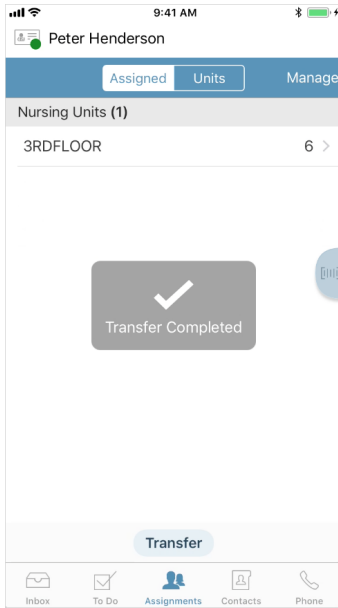 9:41 AM
Peter Henderson
Assigned Units Manage
Nursing Units (1)
3RDFLOOR 6 >
Transfer Completed
Transfer
Inbox To Do Assignments Contacts Phone